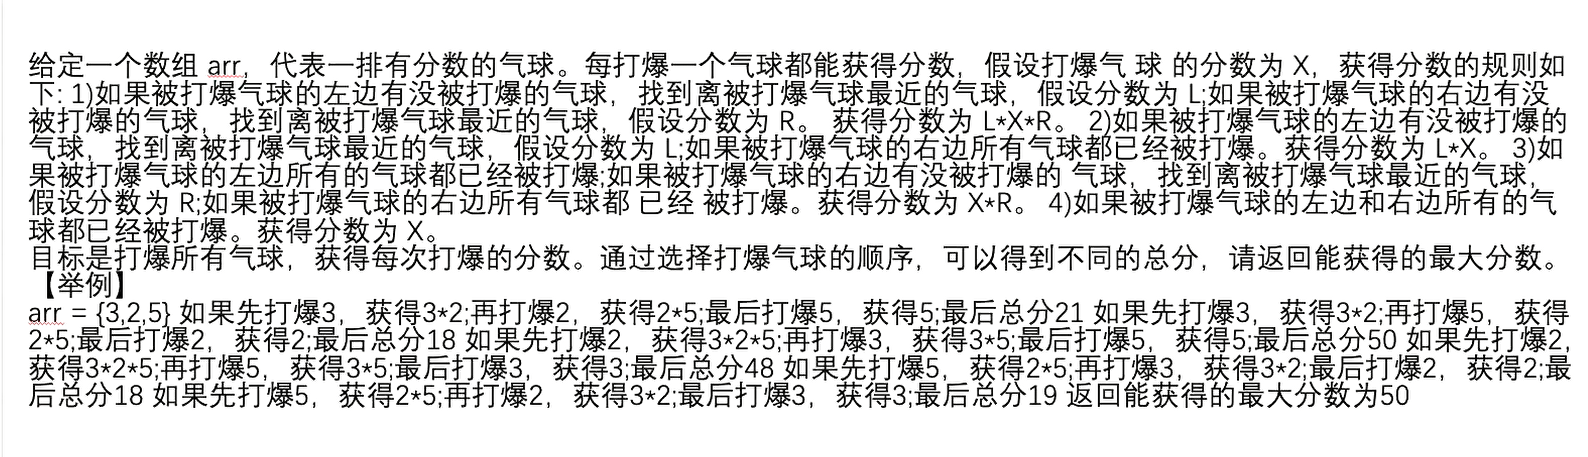 给定一个数组 arr，代表一排有分数的气球。每打爆一个气球都能获得分数，假设打爆气 球 的分数为 X，获得分数的规则如
下: 1)如果被打爆气球的左边有没被打爆的气球，找到离被打爆气球最近的气球，假设分数为 L;如果被打爆气球的右边有没
被打爆的气球，找到离被打爆气球最近的气球，假设分数为 R。 获得分数为 L*X*R。 2)如果被打爆气球的左边有没被打爆的
气球，找到离被打爆气球最近的气球，假设分数为 L;如果被打爆气球的右边所有气球都已经被打爆。获得分数为 L*X。 3)如
果被打爆气球的左边所有的气球都已经被打爆;如果被打爆气球的右边有没被打爆的 气球，找到离被打爆气球最近的气球，
假设分数为 R;如果被打爆气球的右边所有气球都 已经 被打爆。获得分数为 X*R。 4)如果被打爆气球的左边和右边所有的气
球都已经被打爆。获得分数为 X。
目标是打爆所有气球，获得每次打爆的分数。通过选择打爆气球的顺序，可以得到不同的总分，请返回能获得的最大分数。
【举例】
arr = {3,2,5} 如果先打爆3，获得3*2;再打爆2，获得2*5;最后打爆5，获得5;最后总分21 如果先打爆3，获得3*2;再打爆5，获得
2*5;最后打爆2，获得2;最后总分18 如果先打爆2，获得3*2*5;再打爆3，获得3*5;最后打爆5，获得5;最后总分50 如果先打爆2，
获得3*2*5;再打爆5，获得3*5;最后打爆3，获得3;最后总分48 如果先打爆5，获得2*5;再打爆3，获得3*2;最后打爆2，获得2;最
后总分18 如果先打爆5，获得2*5;再打爆2，获得3*2;最后打爆3，获得3;最后总分19 返回能获得的最大分数为50